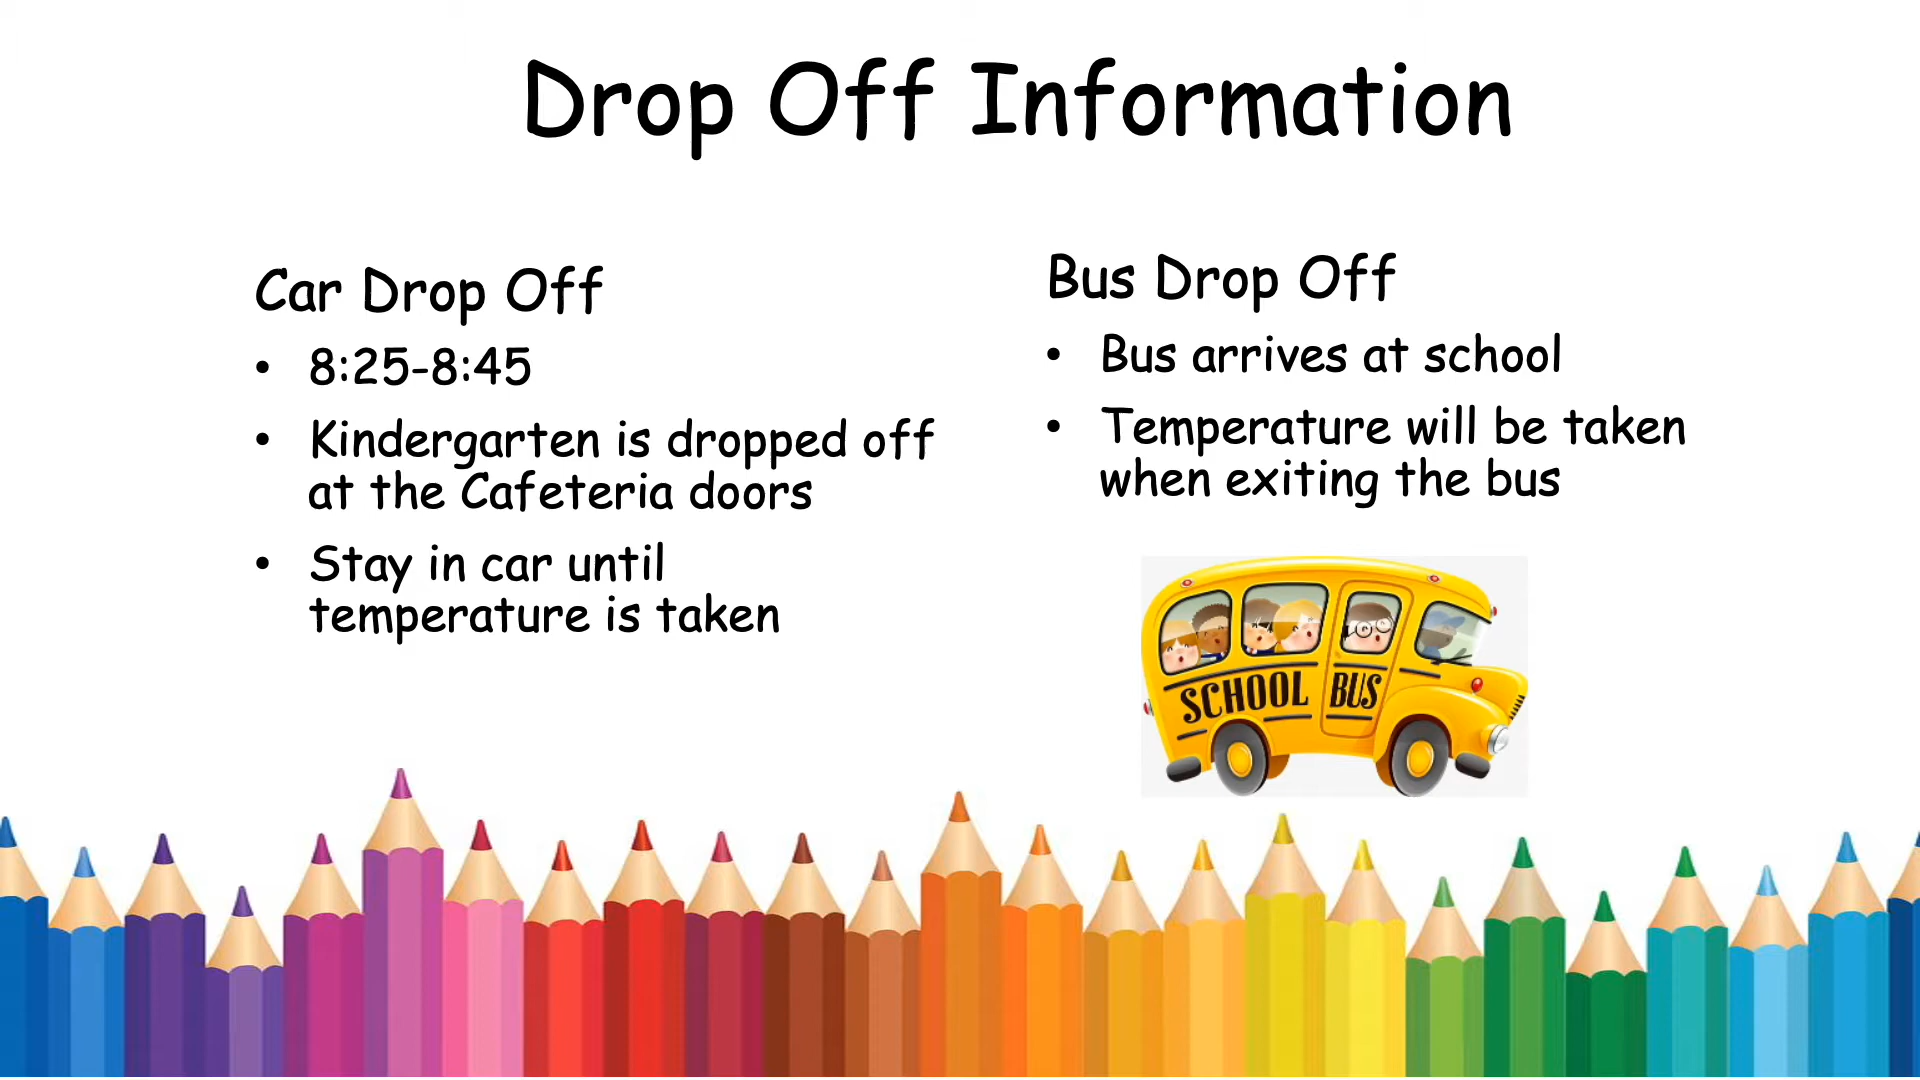 Drop Off Information
Car Drop Off
• 8:25-8:45
• Kindergarten is dropped off
at the Cafeteria doors
• Stay in car until
temperature is taken
Bus Drop Off
• Bus arrives at school
• Temperature will be taken
when exiting the bus
SCHOOL BUS